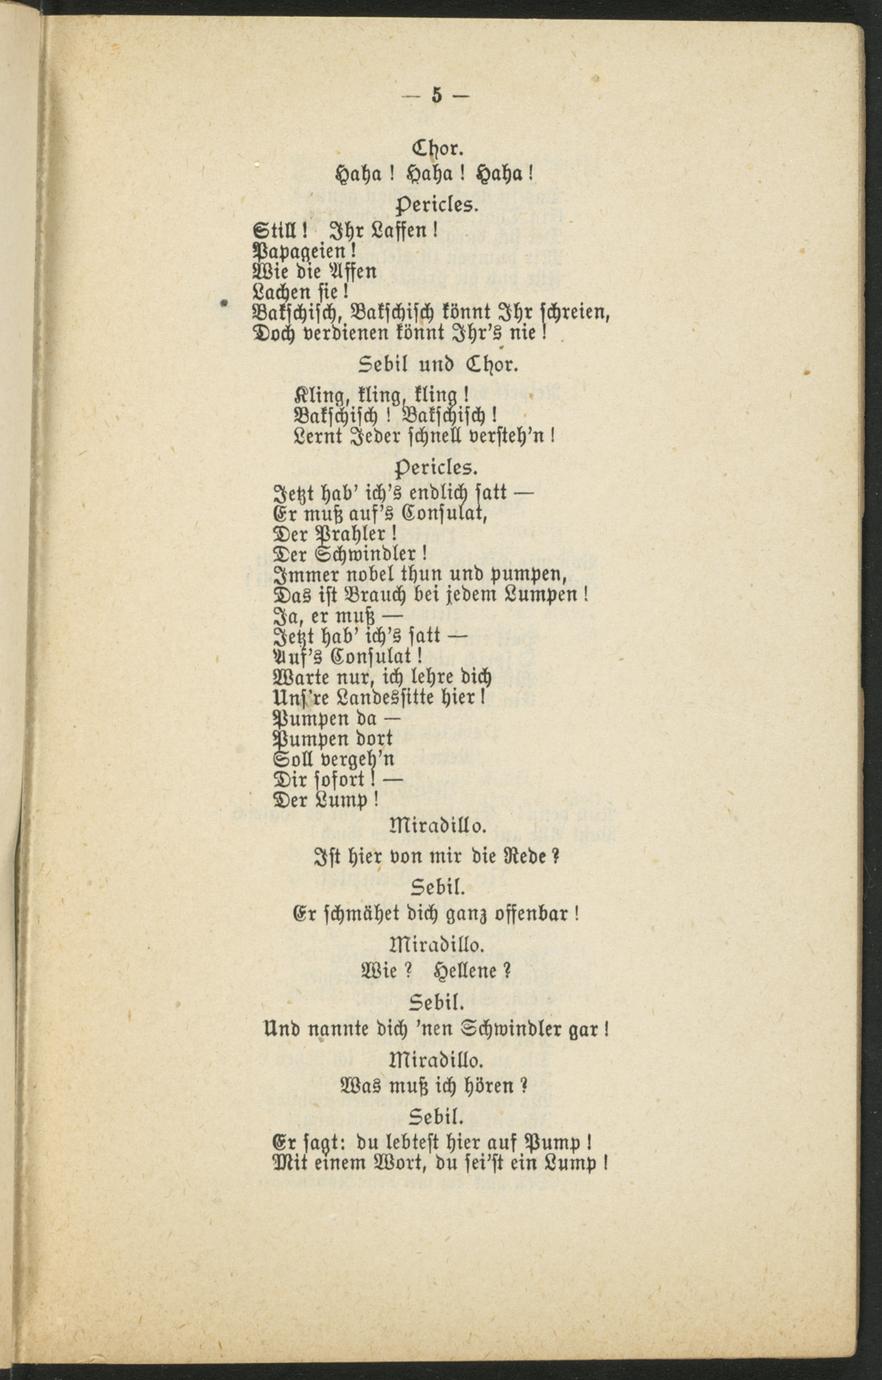 — 5 —
Chor.
Haha! Haha! Haha!
Pericles.
Still! Ihr Laffen!
Papageien!
Wie die Affen
Lachen sie!
Bakschisch, Bakschisch könnt Ihr schreien,
Doch verdienen könnt Ihr's nie!
Sebil und Chor.
Kling, kling, kling!
Bakschisch! Bakschisch!
Lernt Jeder schnell versteh'n!
Pericles.
Jetzt hab' ich's endlich satt —
Er muß auf's Consulat,
Der Prahler!
Der Schwindler!
Immer nobel thun und pumpen,
Das ist Brauch bei jedem Lumpen!
Ja, er muß —
Jetzt hab' ich's satt —
Auf's Consulat!
Warte nur, ich lehre dich
Uns're Landessitte hier!
Pumpen da —
Pumpen dort
Soll vergeh'n
Dir sofort! —
Der Lump!
Miradillo.
Ist hier von mir die Rede?
Sebil.
Er schmähet dich ganz offenbar!
Miradillo.
Wie? Hellene?
Sebil.
Und nannte dich 'nen Schwindler gar!
Miradillo.
Was muß ich hören?
Sebil.
Er sagt: du lebtest hier auf Pump!
Mit einem Wort, du sei'st ein Lump!